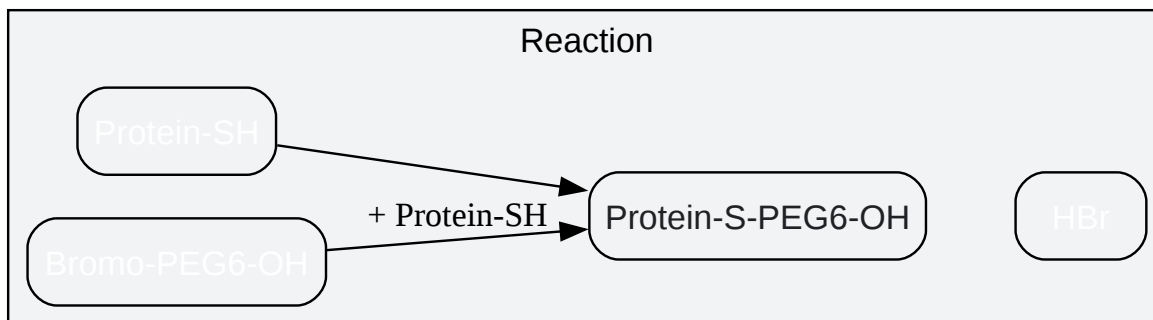 Reaction
Protein-SH
+ Protein-SH
Protein-S-PEG6-OH
HBr
Bromo-PEG6-OH